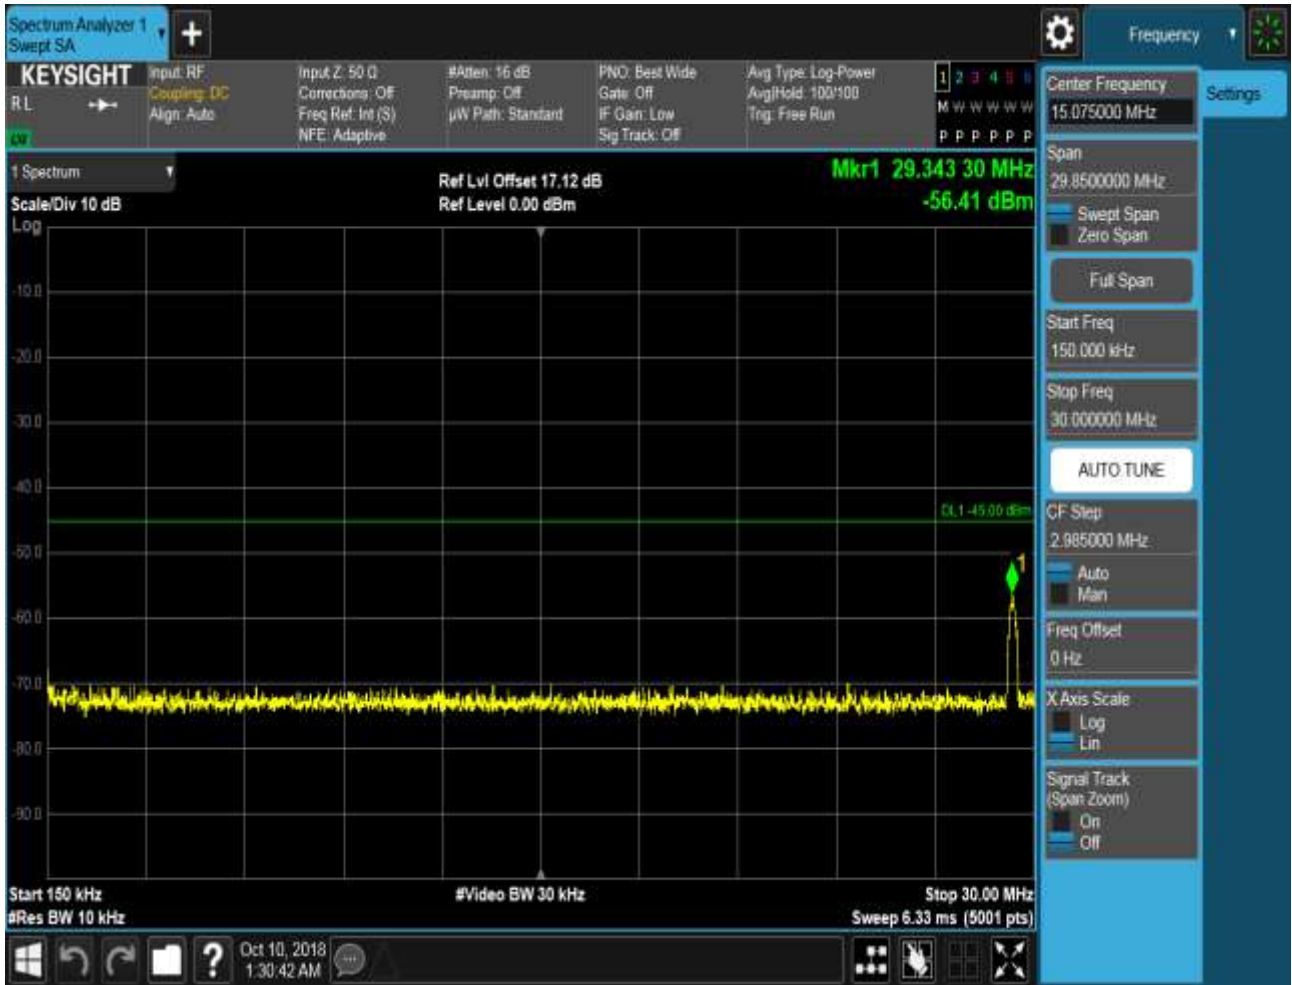 Spectrum Analyzer 1
Swept SA
Frequency
KEYSIGHT
RL
Input: RF
Coupling: DC
Align: Auto
Input Z: 50 Ω
Corrections: Off
Freq Ref: Int (S)
NFE: Adaptive
#Atten: 16 dB
Preamp: Off
µW Path: Standard
PNO: Best Wide
Gate: Off
IF Gain: Low
Sig Track: Off
Avg Type: Log-Power
Avg|Hold: 100/100
Trig: Free Run
1 2 3 4 5 6
M W W W W W
P P P P P P
1 Spectrum
Scale/Div 10 dB
Log
Ref Lvl Offset 17.12 dB
Ref Level 0.00 dBm
Mkr1 29.343 30 MHz
-56.41 dBm
-10.0
-20.0
-30.0
-40.0
DL1 -45.00 dBm
-50.0
1
-60.0
-70.0
-80.0
-90.0
Start 150 kHz
#Video BW 30 kHz
Stop 30.00 MHz
#Res BW 10 kHz
Sweep 6.33 ms (5001 pts)
Center Frequency
15.075000 MHz
Settings
Span
29.8500000 MHz
Swept Span
Zero Span
Full Span
Start Freq
150.000 kHz
Stop Freq
30.000000 MHz
AUTO TUNE
CF Step
2.985000 MHz
Auto
Man
Freq Offset
0 Hz
X Axis Scale
Log
Lin
Signal Track
(Span Zoom)
On
Off
?
Oct 10, 2018
1:30:42 AM